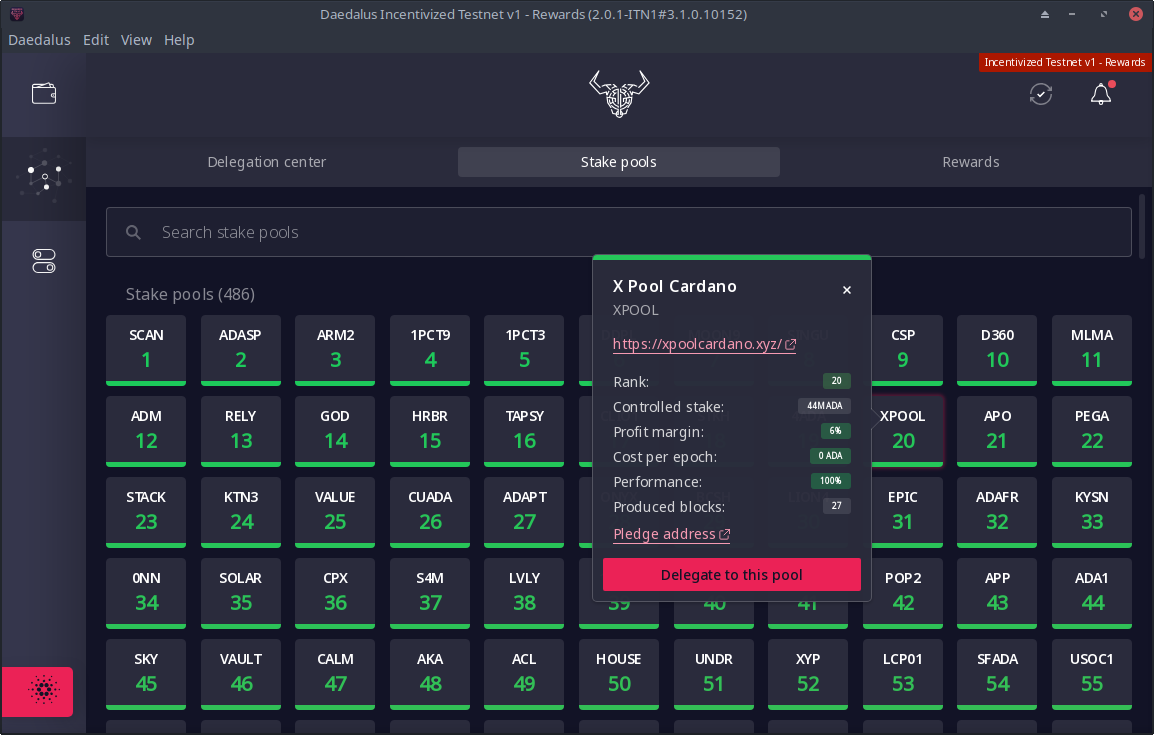 Daedalus Incentivized Testnet v1 - Rewards (2.0.1-ITN1#3.1.0.10152)
Daedalus Edit View Help
Incentivized Testnet v1 - Rewards
Delegation center Stake pools Rewards
Search stake pools
Stake pools (486)
X Pool Cardano
XPOOL
https://xpoolcardano.xyz/
Rank: 20
Controlled stake: 44M ADA
Profit margin: 6%
Cost per epoch: 0 ADA
Performance: 100%
Produced blocks: 27
Pledge address
Delegate to this pool
SCAN ADASP ARM2 1PCT9 1PCT3 CSP D360 MLMA
1 2 3 4 5 9 10 11
ADM RELY GOD HRBR TAPSY XPOOL APO PEGA
12 13 14 15 16 20 21 22
STACK KTN3 VALUE CUADA ADAPT EPIC ADAFR KYSN
23 24 25 26 27 31 32 33
0NN SOLAR CPX S4M LVLY POP2 APP ADA1
34 35 36 37 38 39 40 41 42 43 44
SKY VAULT CALM AKA ACL HOUSE UNDR XYP LCP01 SFADA USOC1
45 46 47 48 49 50 51 52 53 54 55